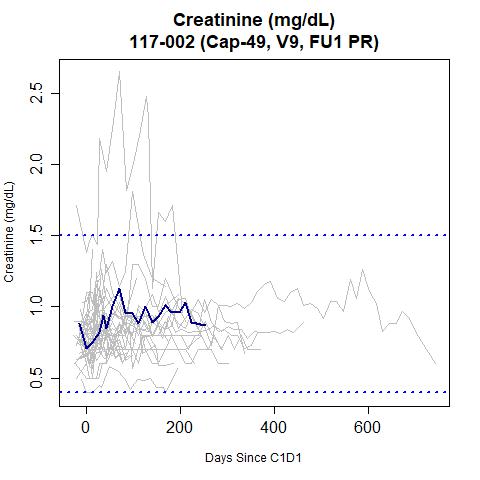 Creatinine (mg/dL)
117-002 (Cap-49, V9, FU1 PR)
Creatinine (mg/dL)
2.5
2.0
1.5
1.0
0.5
0 200 400 600
Days Since C1D1